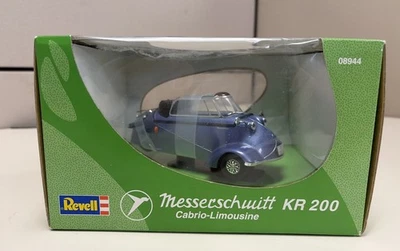 08944
Revell
Messerschmitt KR 200
Cabrio-Limousine